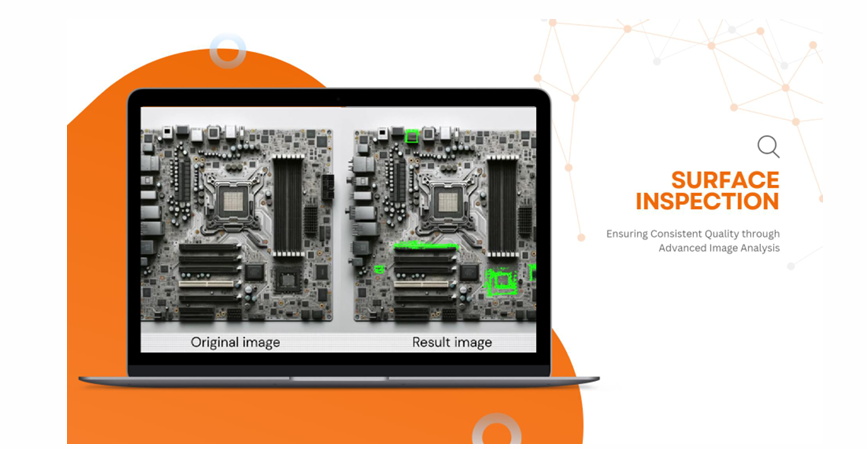 SURFACE
INSPECTION
Ensuring Consistent Quality through
Advanced Image Analysis
Original image
Result image